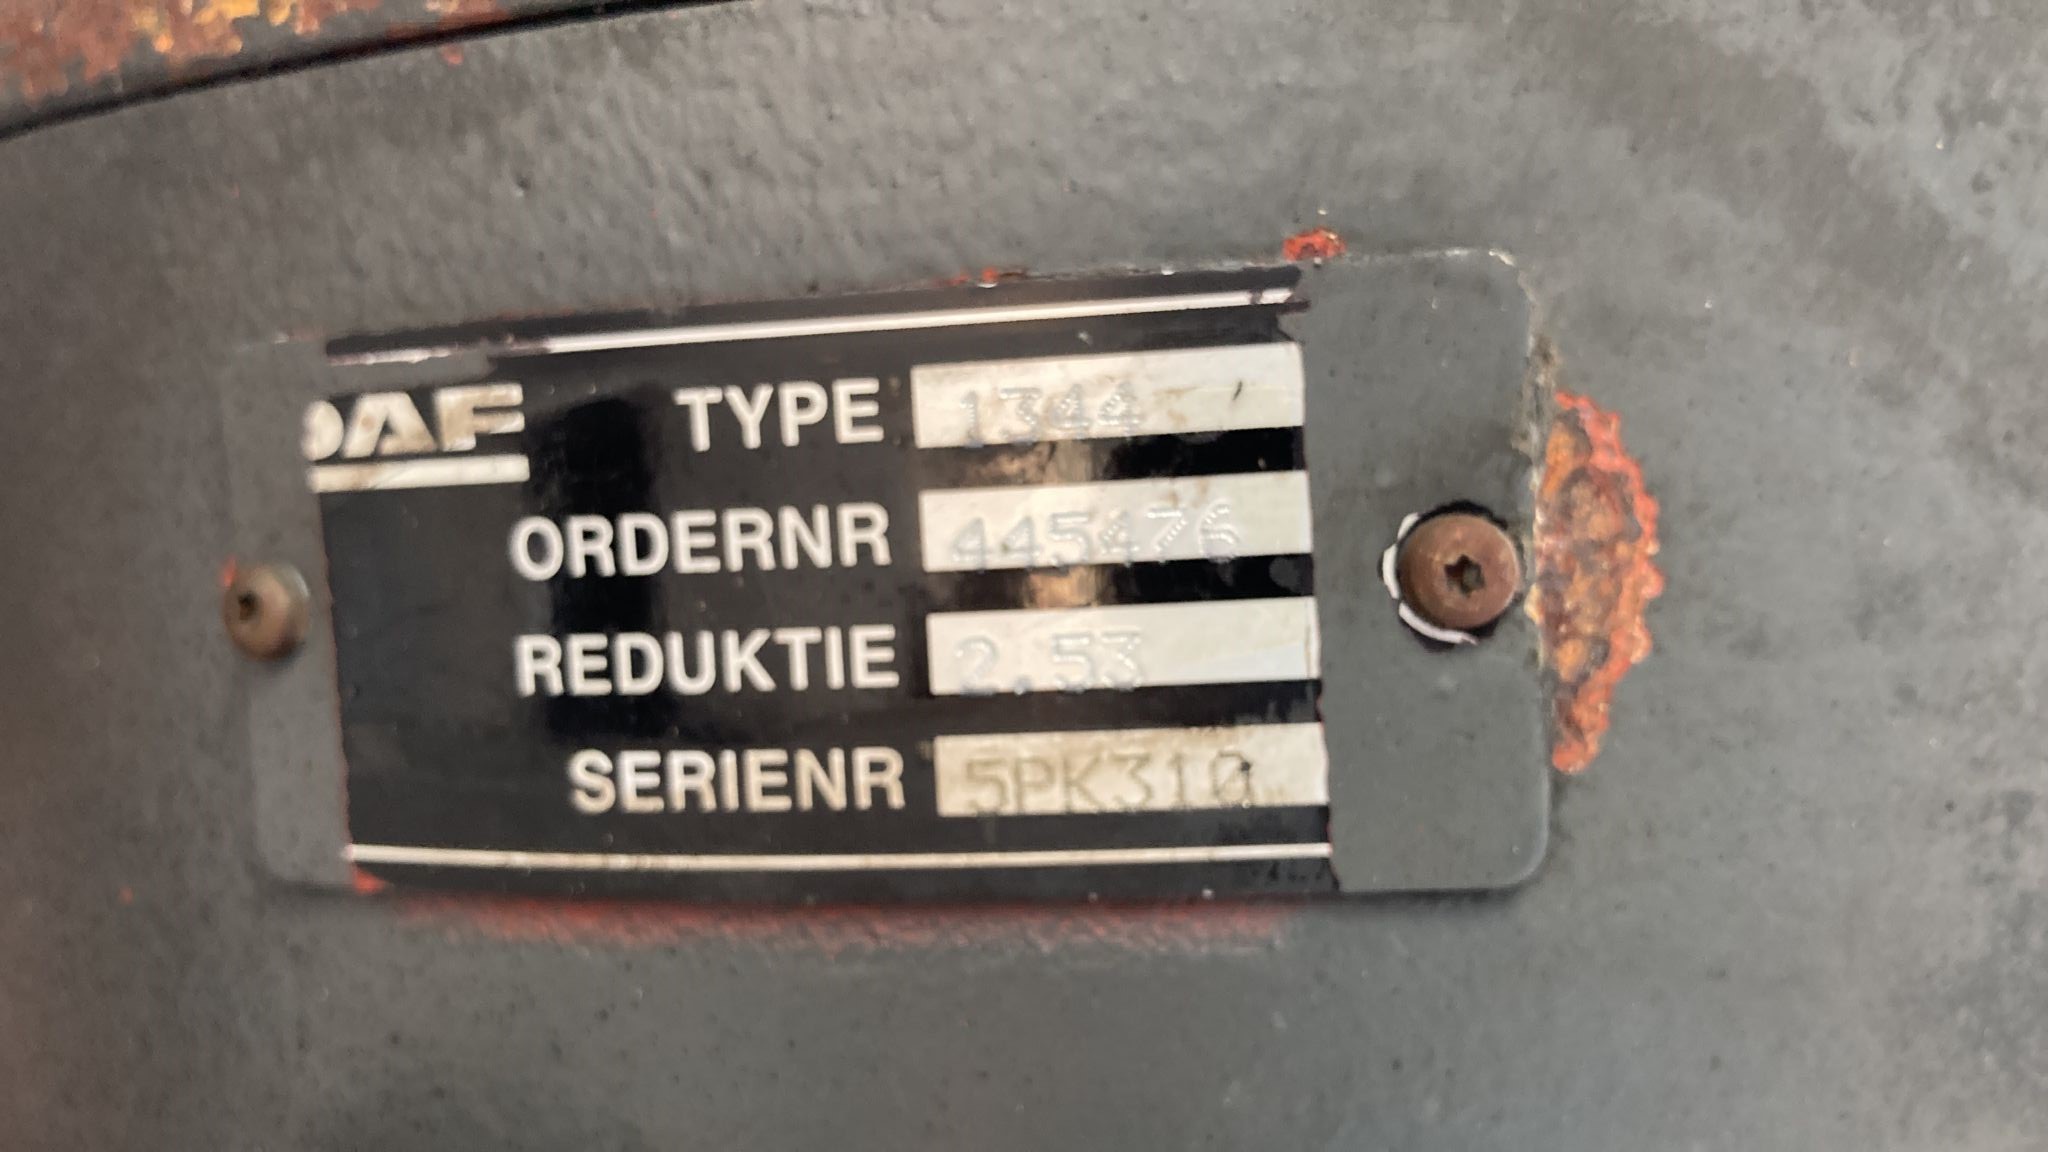 DAF
TYPE 1344
ORDERNR 445476
REDUKTIE 2.53
SERIENR 5PK310